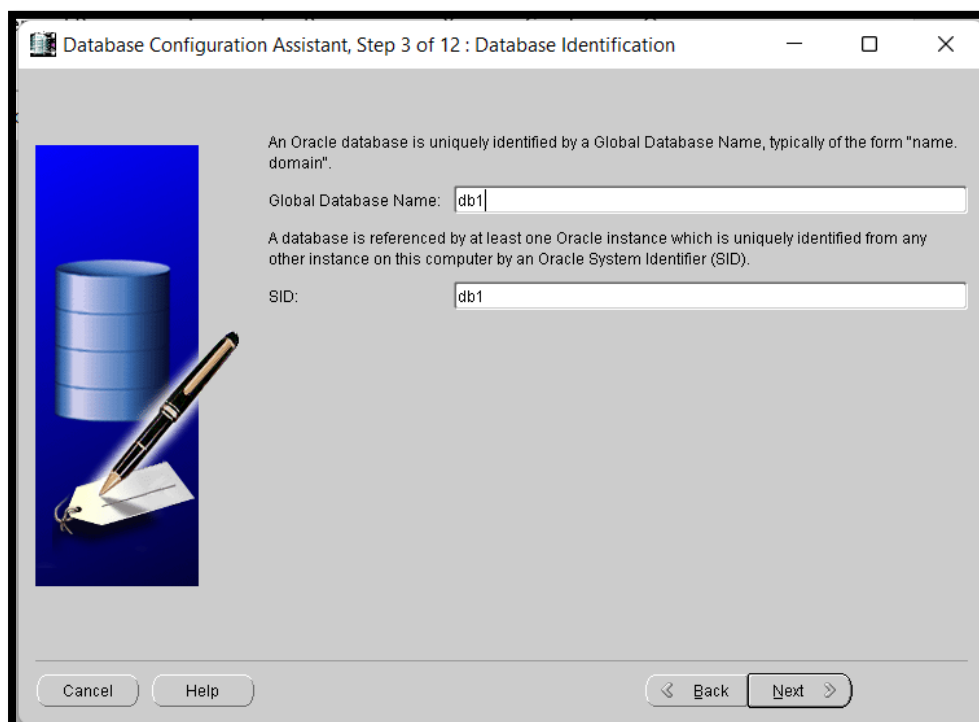 Database Configuration Assistant, Step 3 of 12 : Database Identification
An Oracle database is uniquely identified by a Global Database Name, typically of the form "name.
domain".
Global Database Name: db1
A database is referenced by at least one Oracle instance which is uniquely identified from any
other instance on this computer by an Oracle System Identifier (SID).
SID: db1
Cancel Help Back Next